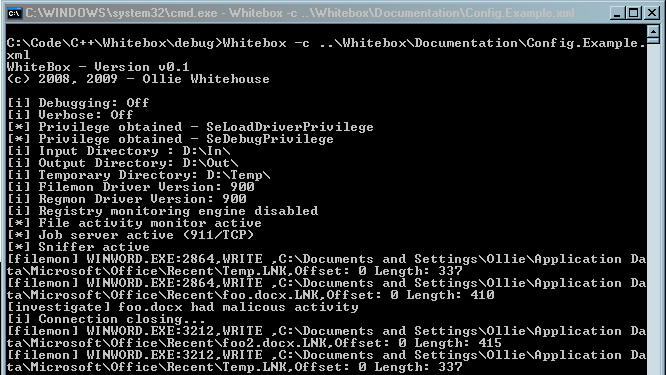 C:\WINDOWS\system32\cmd.exe - Whitebox -c ..\Whitebox\Documentation\Config.Example.xml
C:\Code\C++\Whitebox\debug>Whitebox -c ..\Whitebox\Documentation\Config.Example.
xml
WhiteBox - Version v0.1
(c) 2008, 2009 - Ollie Whitehouse
[i] Debugging: Off
[i] Verbose: Off
[*] Privilege obtained - SeLoadDriverPrivilege
[*] Privilege obtained - SeDebugPrivilege
[i] Input Directory : D:\In\
[i] Output Directory: D:\Out\
[i] Temporary Directory: D:\Temp\
[i] Filemon Driver Version: 900
[i] Regmon Driver Version: 900
[i] Registry monitoring engine disabled
[*] File activity monitor active
[*] Job server active (911/TCP)
[*] Sniffer active
[filemon] WINWORD.EXE:2864,WRITE ,C:\Documents and Settings\Ollie\Application Da
ta\Microsoft\Office\Recent\Temp.LNK,Offset: 0 Length: 337
[filemon] WINWORD.EXE:2864,WRITE ,C:\Documents and Settings\Ollie\Application Da
ta\Microsoft\Office\Recent\foo.docx.LNK,Offset: 0 Length: 410
[investigate] foo.docx had malicous activity
[i] Connection closing...
[filemon] WINWORD.EXE:3212,WRITE ,C:\Documents and Settings\Ollie\Application Da
ta\Microsoft\Office\Recent\foo2.docx.LNK,Offset: 0 Length: 415
[filemon] WINWORD.EXE:3212,WRITE ,C:\Documents and Settings\Ollie\Application Da
ta\Microsoft\Office\Recent\Temp.LNK,Offset: 0 Length: 337